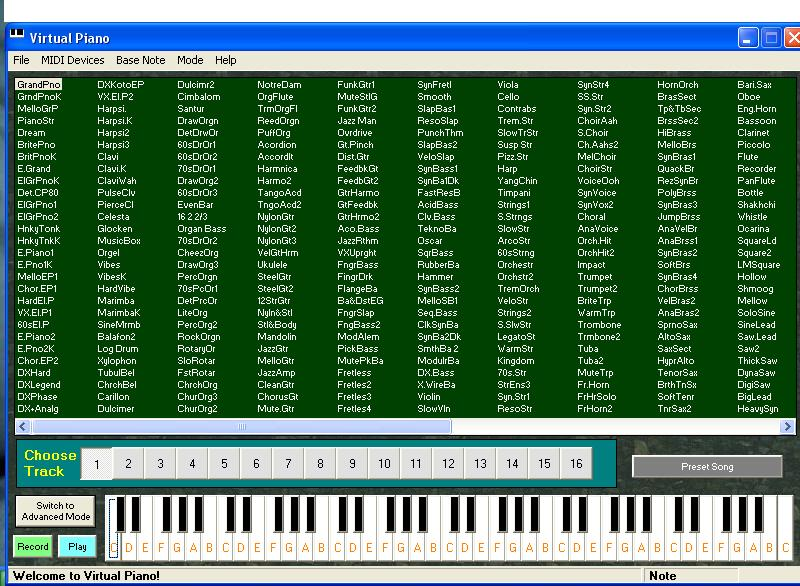 Virtual Piano
File MIDI Devices Base Note Mode Help
GrandPno
GrndPnoK
MelloGrP
PianoStr
Dream
BritePno
BritPnoK
E.Grand
ElGrPnoK
Det.CP80
ElGrPno1
ElGrPno2
HnkyTonk
HnkyTnkK
E.Piano1
E.Pno1K
MelloEP1
Chor.EP1
HardEl.P
VX.El.P1
60sEl.P
E.Piano2
E.Pno2K
Chor.EP2
DXHard
DXLegend
DXPhase
DX+Analg
DXKotoEP
VX.El.P2
Harpsi.
Harpsi.K
Harpsi2
Harpsi3
Clavi
Clavi.K
ClaviWah
PulseClv
PierceCl
Celesta
Glocken
MusicBox
Orgel
Vibes
VibesK
HardVibe
Marimba
MarimbaK
SineMrmb
Balafon2
Log Drum
Xylophon
TubulBel
ChrchBel
Carillon
Dulcimer
Dulcimr2
Cimbalom
Santur
DrawOrgn
DetDrwOr
60sDrOr1
60sDrOr2
70sDrOr1
DrawOrg2
60sDrOr3
EvenBar
16 2 2/3
Organ Bass
70sDrOr2
CheezOrg
DrawOrg3
PercOrgn
70sPcOr1
DetPrcOr
LiteOrg
PercOrg2
RockOrgn
RotaryOr
SloRotar
FstRotar
ChrchOrg
ChurOrg3
ChurOrg2
NotreDam
OrgFlute
TrmOrgFl
ReedOrgn
PuffOrg
Acordion
AccordIt
Harmnica
Harmo2
TangoAcd
TngoAcd2
NylonGtr
NylonGt2
NylonGt3
VelGtHrm
Ukulele
SteelGtr
SteelGt2
12StrGtr
Nyln&Stl
Stl&Body
Mandolin
JazzGtr
MelloGtr
JazzAmp
CleanGtr
ChorusGt
Mute.Gtr
FunkGtr1
MuteStlG
FunkGtr2
Jazz Man
Ovrdrive
Gt.Pinch
Dist.Gtr
FeedbkGt
FeedbGt2
GtrHarmo
GtFeedbk
GtrHrmo2
Aco.Bass
JazzRthm
VXUprght
FngrBass
FingrDrk
FlangeBa
Ba&DstEG
FngrSlap
FngBass2
ModAlem
PickBass
MutePkBa
Fretless
Fretles2
Fretles3
Fretles4
SynFretl
Smooth
SlapBas1
ResoSlap
PunchThm
SlapBas2
VeloSlap
SynBass1
SynBa1Dk
FastResB
AcidBass
Clv.Bass
TeknoBa
Oscar
SqrBass
RubberBa
Hammer
SynBass2
MelloSB1
Seq.Bass
ClkSynBa
SynBa2Dk
SmthBa 2
ModulrBa
DX.Bass
X.WireBa
Violin
SlowVln
Viola
Cello
Contrabs
Trem.Str
SlowTrStr
Susp Str
Pizz.Str
Harp
YangChin
Timpani
Strings1
S.Strngs
SlowStr
ArcoStr
60sStrng
Orchestr
Orchstr2
TremOrch
VeloStr
Strings2
S.SlwStr
LegatoSt
WarmStr
Kingdom
70s.Str
StrEns3
Syn.Str1
ResoStr
SynStr4
SS.Str
Syn.Str2
ChoirAah
S.Choir
Ch.Aahs2
MelChoir
ChoirStr
VoiceOoh
SynVoice
SynVox2
Choral
AnaVoice
Orch.Hit
OrchHit2
Impact
Trumpet
Trumpet2
BriteTrp
WarmTrp
Trombone
Trmbone2
Tuba
Tuba2
MuteTrp
Fr.Horn
FrHrSolo
FrHorn2
HornOrch
BrasSect
Tp&TbSec
BrssSec2
HiBrass
MelloBrs
SynBras1
QuackBr
RezSynBr
PolyBrss
SynBras3
JumpBrss
AnaVelBr
AnaBrss1
SynBras2
SoftBrs
SynBras4
ChorBrss
VelBras2
AnaBras2
SprnoSax
AltoSax
SaxSect
HyprAlto
TenorSax
BrthTnSx
SoftTenr
TnrSax2
Bari.Sax
Oboe
Eng.Horn
Bassoon
Clarinet
Piccolo
Flute
Recorder
PanFlute
Bottle
Shakhchi
Whistle
Ocarina
SquareLd
Square2
LMSquare
Hollow
Shmoog
Mellow
SoloSine
SineLead
Saw.Lead
Saw2
ThickSaw
DynaSaw
DigiSaw
BigLead
HeavySyn
Choose
Track
1 2 3 4 5 6 7 8 9 10 11 12 13 14 15 16
Preset Song
Switch to
Advanced Mode
Record Play
C D E F G A B C D E F G A B C D E F G A B C D E F G A B C D E F G A B C D E F G A B C
Welcome to Virtual Piano!
Note